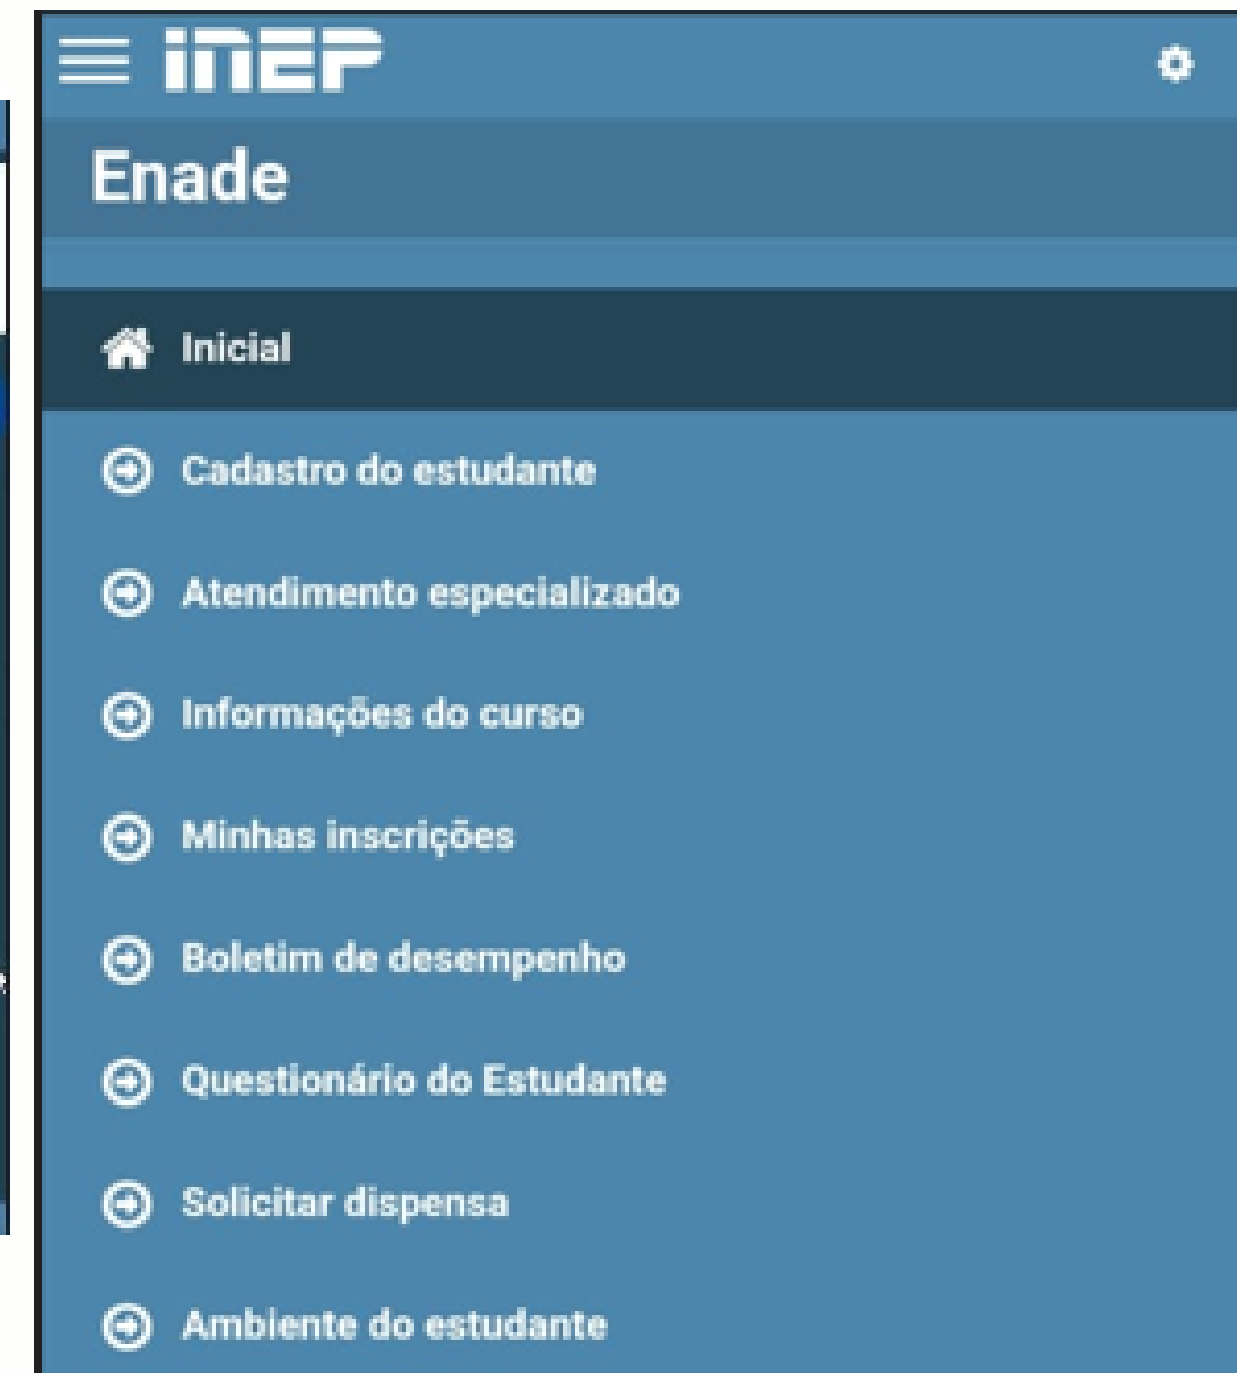 INEP
Enade
Inicial
Cadastro do estudante
Atendimento especializado
Informações do curso
Minhas inscrições
Boletim de desempenho
Questionário do Estudante
Solicitar dispensa
Ambiente do estudante